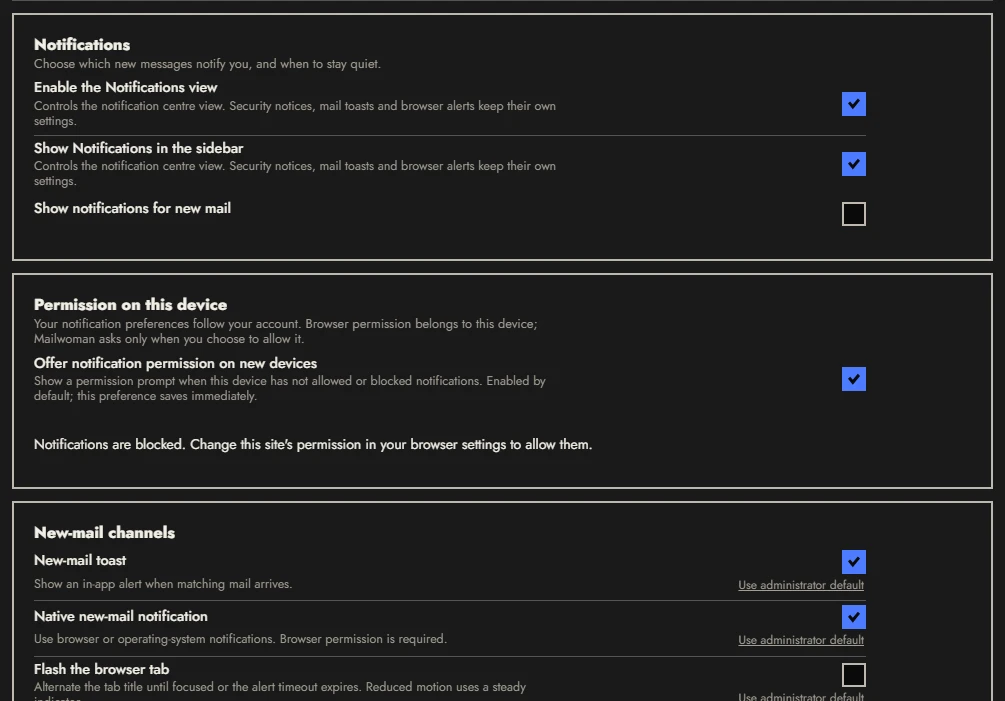 Notifications
Choose which new messages notify you, and when to stay quiet.
Enable the Notifications view
Controls the notification centre view. Security notices, mail toasts and browser alerts keep their own
settings.
Show Notifications in the sidebar
Controls the notification centre view. Security notices, mail toasts and browser alerts keep their own
settings.
Show notifications for new mail
Permission on this device
Your notification preferences follow your account. Browser permission belongs to this device;
Mailwoman asks only when you choose to allow it.
Offer notification permission on new devices
Show a permission prompt when this device has not allowed or blocked notifications. Enabled by
default; this preference saves immediately.
Notifications are blocked. Change this site's permission in your browser settings to allow them.
New-mail channels
New-mail toast
Show an in-app alert when matching mail arrives.
Use administrator default
Native new-mail notification
Use browser or operating-system notifications. Browser permission is required.
Use administrator default
Flash the browser tab
Alternate the tab title until focused or the alert timeout expires. Reduced motion uses a steady
Use administrator default